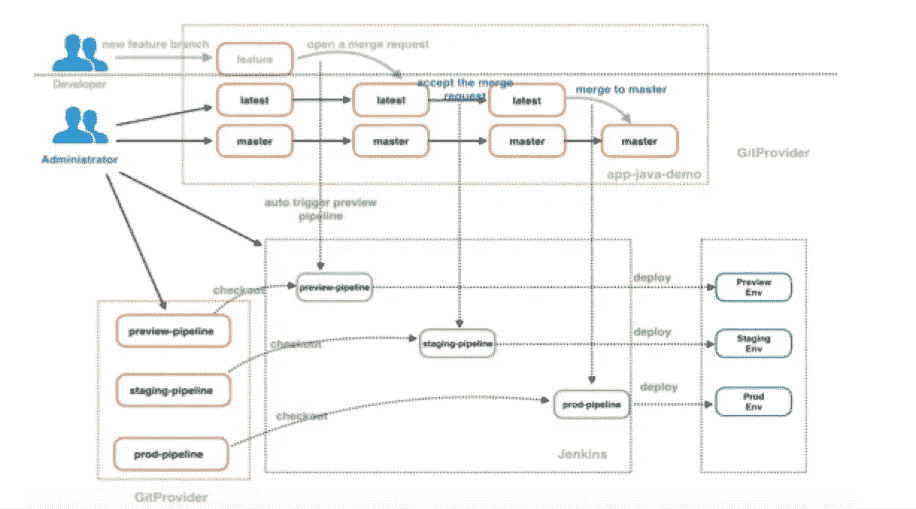 new feature branch
open a merge request
feature
Developer
accept the merge
request
merge to master
latest
latest
latest
Administrator
master
master
master
master
GitProvider
app-java-demo
auto trigger preview
pipeline
checkout
preview-pipeline
deploy
Preview
Env
preview-pipeline
checkout
staging-pipeline
deploy
Staging
Env
staging-pipeline
checkout
prod-pipeline
deploy
Prod
Env
prod-pipeline
Jenkins
GitProvider